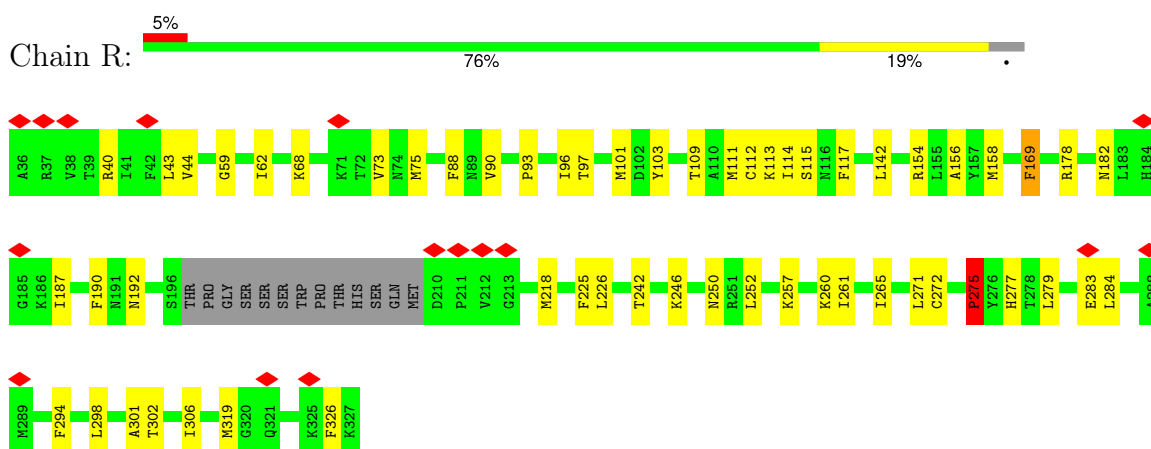 5%
Chain R:
76% 19% •
A36 R37 V38 T39 R40 I41 F42 L43 V44 G59 I62 K68 K71 T72 V73 N74 M75 F88 N89 V90 P93 I96 T97 M101 D102 Y103 T109 A110 M111 C112 K113 I114 S115 N116 F117 L142 R154 L155 A156 Y157 M158 F169 R178 N182 L183 H184
G185 K186 I187 F190 N191 N192 S196 THR PRO GLY SER SER SER TRP PRO THR HIS SER GLN MET D210 P211 V212 G213 M218 F225 L226 T242 K246 N250 R251 L252 K257 K260 I261 I265 L271 C272 P275 Y276 H277 T278 L279 E283 L284
M289 F294 L298 A301 T302 I306 M319 G320 Q321 K325 F326 K327